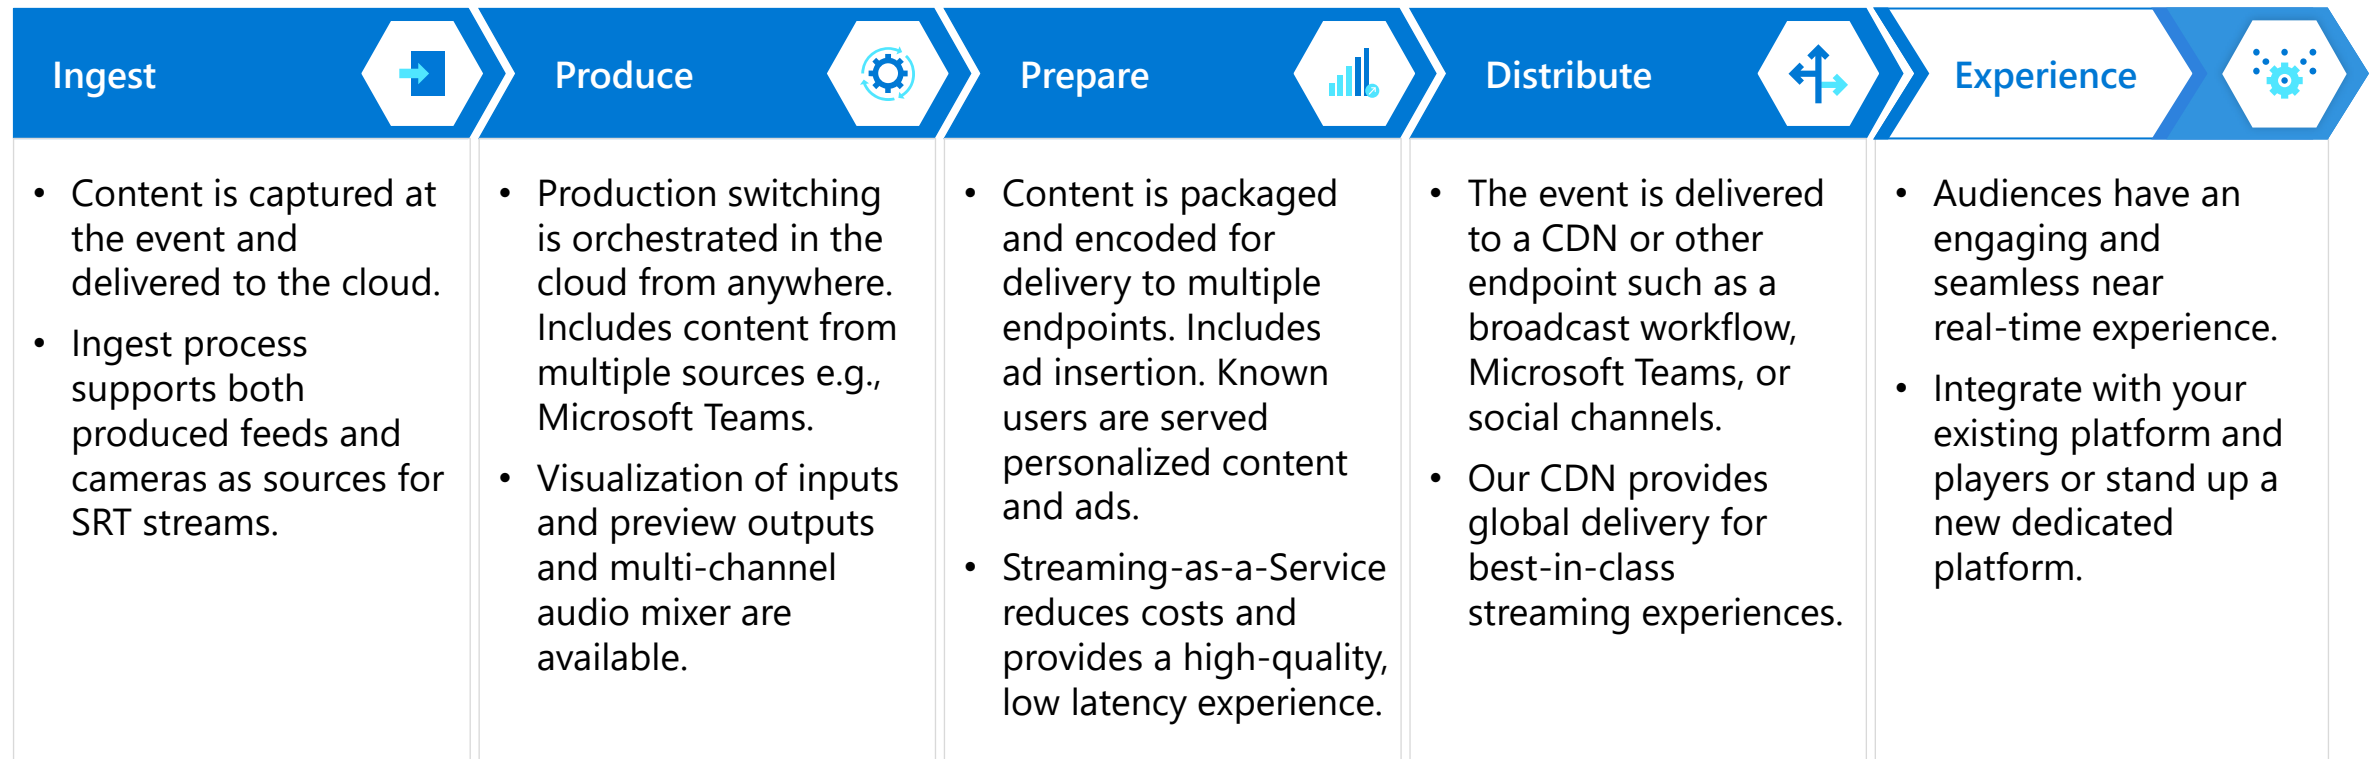 Ingest
• Content is captured at
the event and
delivered to the cloud.
• Ingest process
supports both
produced feeds and
cameras as sources for
SRT streams.
Produce
• Production switching
is orchestrated in the
cloud from anywhere.
Includes content from
multiple sources e.g.,
Microsoft Teams.
• Visualization of inputs
and preview outputs
and multi-channel
audio mixer are
available.
Prepare
• Content is packaged
and encoded for
delivery to multiple
endpoints. Includes
ad insertion. Known
users are served
personalized content
and ads.
• Streaming-as-a-Service
reduces costs and
provides a high-quality,
low latency experience.
Distribute
• The event is delivered
to a CDN or other
endpoint such as a
broadcast workflow,
Microsoft Teams, or
social channels.
• Our CDN provides
global delivery for
best-in-class
streaming experiences.
Experience
• Audiences have an
engaging and
seamless near
real-time experience.
• Integrate with your
existing platform and
players or stand up a
new dedicated
platform.